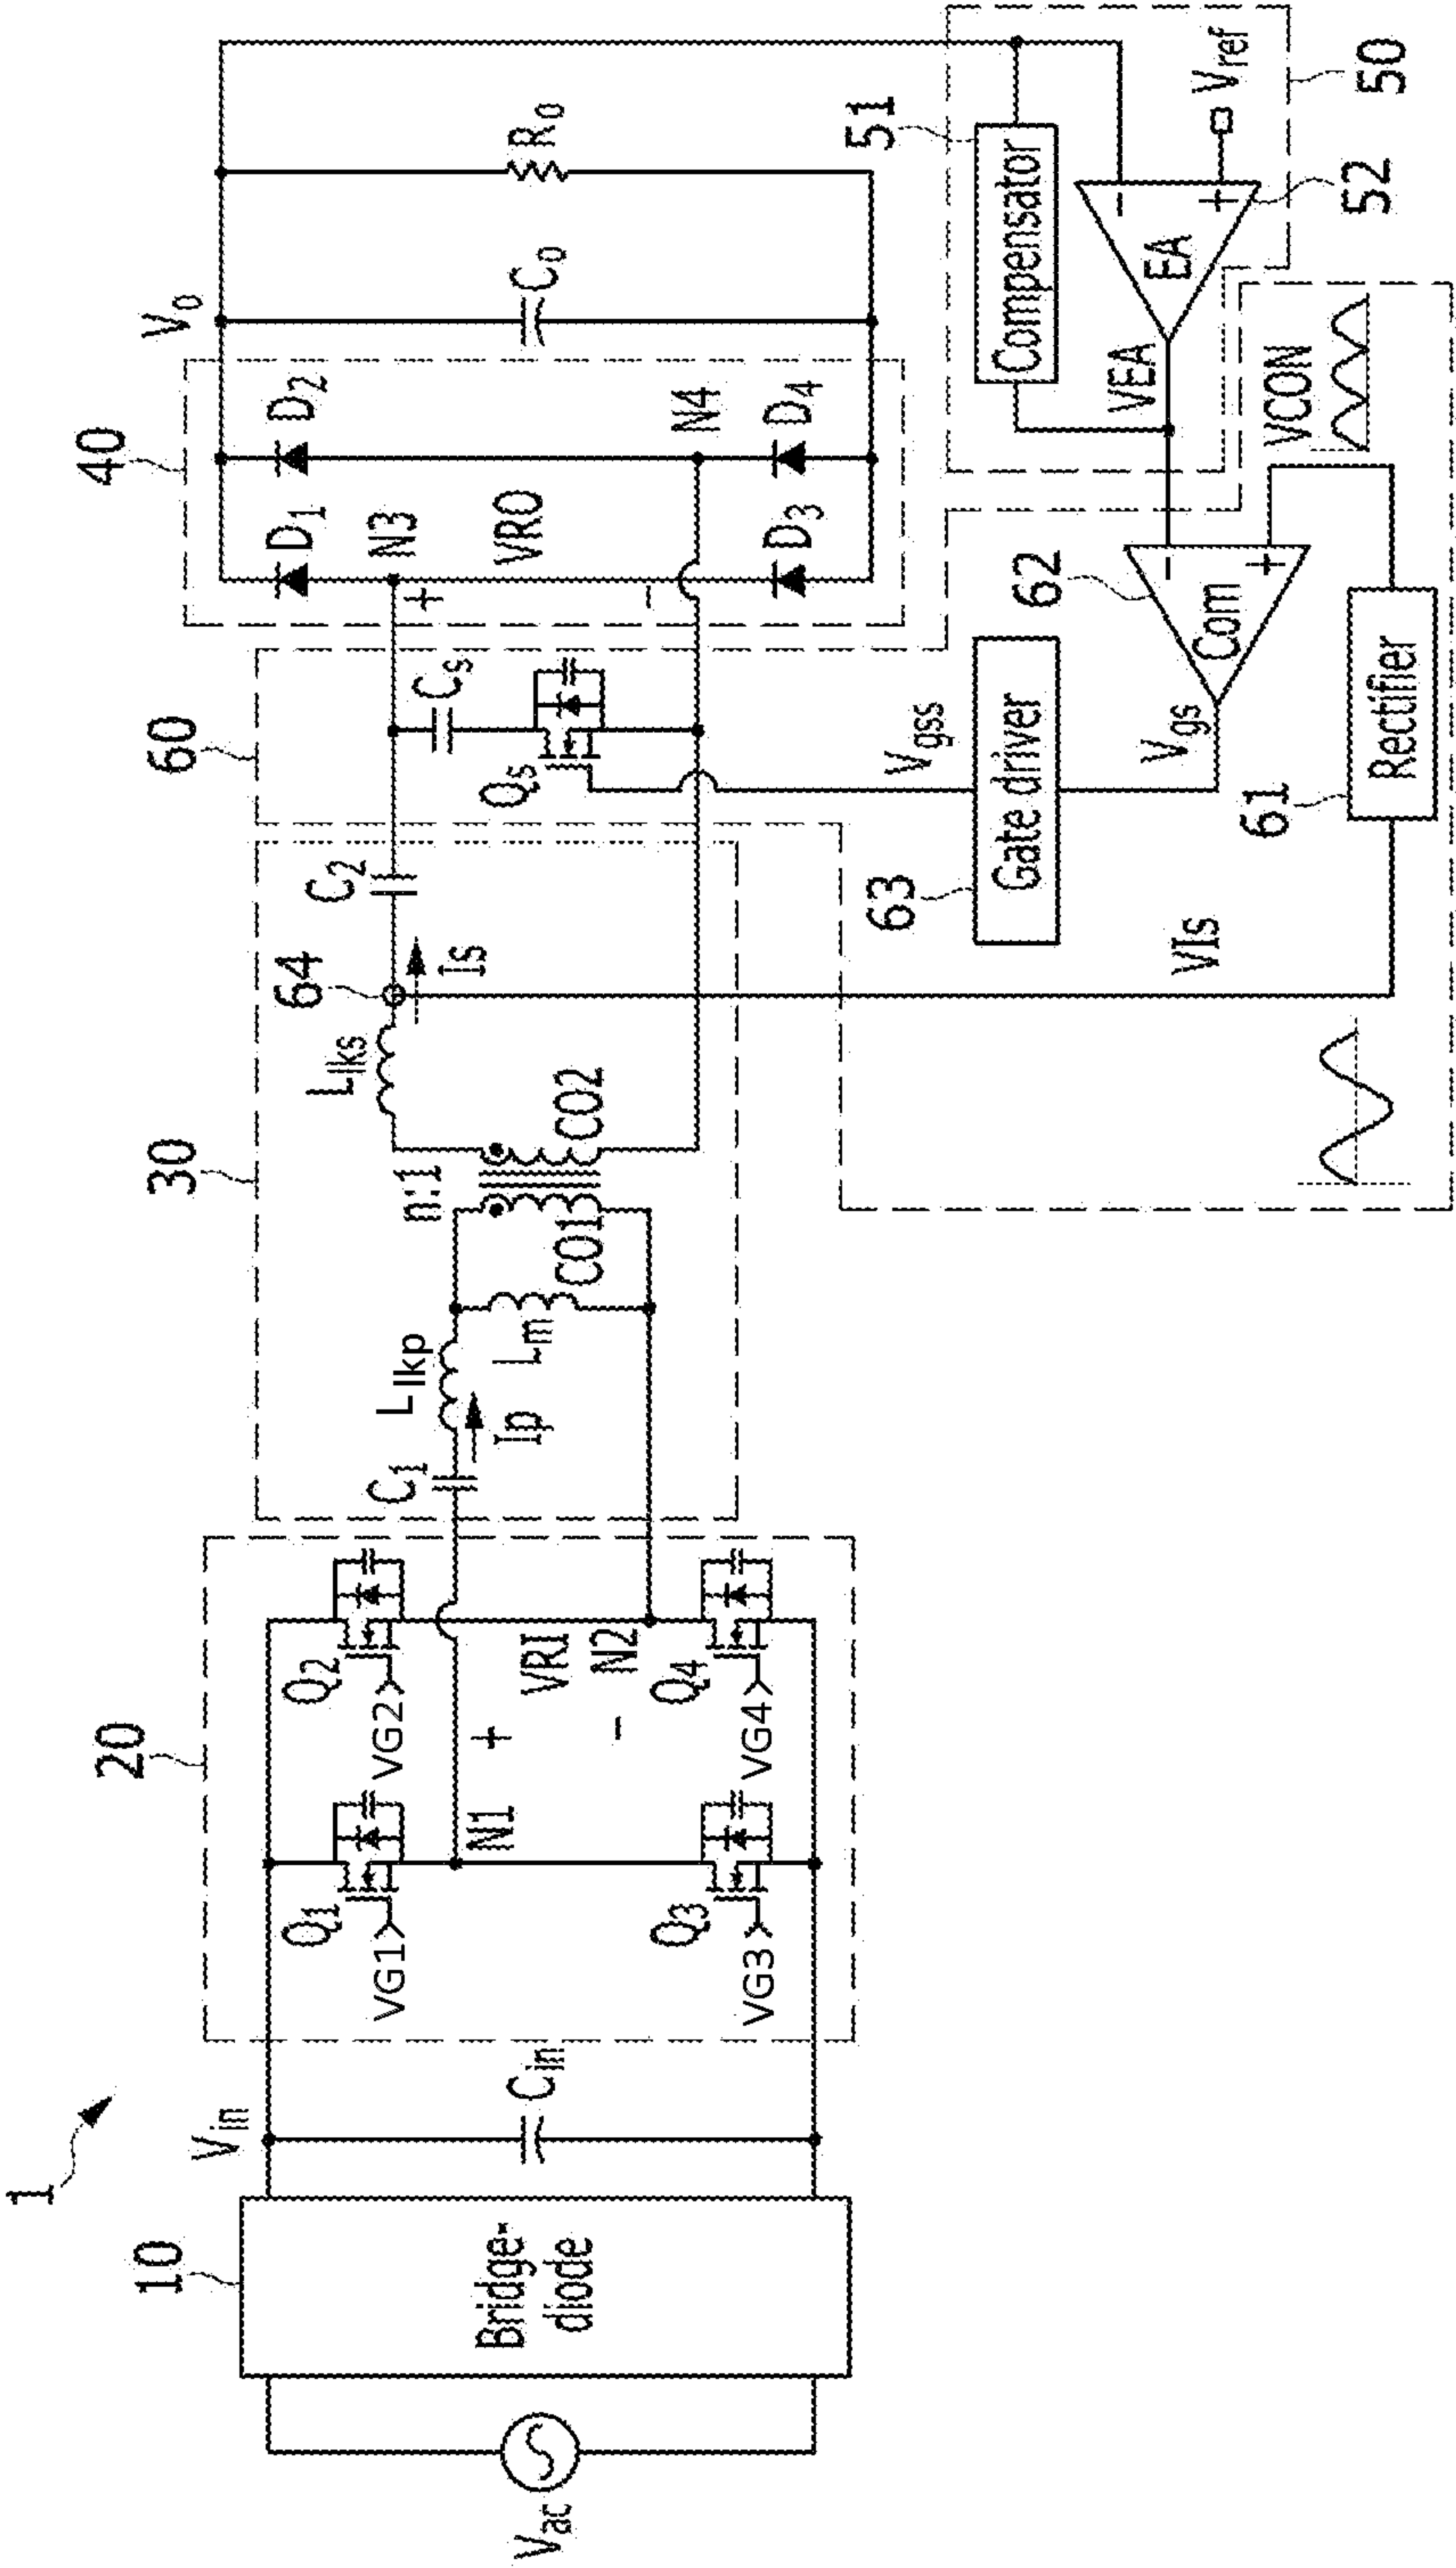 1
10
Bridge-
diode
Vac
Vin
Cin
20
Q1
VG1
Q2
VG2
Q3
VG3
Q4
VG4
N1
+
VRI
-
N2
30
C1
Llkp
Ip
Lm
n:1
CO1
CO2
Llks
64
Is
C2
60
Cs
Qs
Vgss
63
Gate driver
Vgs
62
Com
-
+
61
Rectifier
VIs
VCON
40
D1
D2
N3
+
VRO
-
N4
D3
D4
Vo
Co
Ro
51
Compensator
VEA
EA
-
+
52
Vref
50